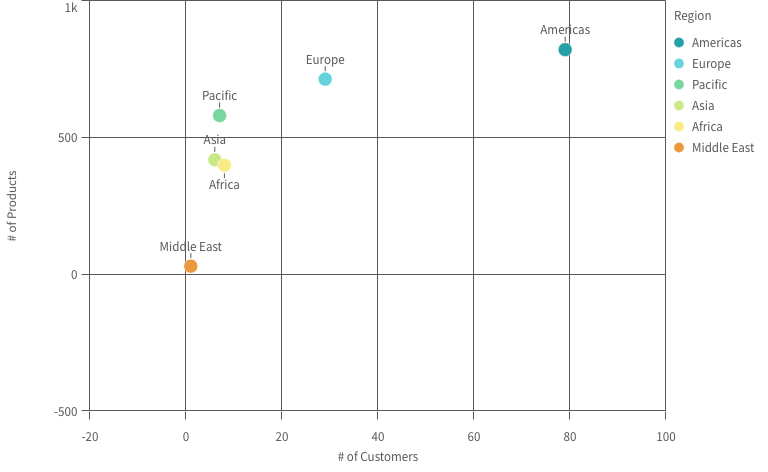 1k
500
0
-500
# of Products
Americas
Europe
Pacific
Asia
Africa
Middle East
-20 0 20 40 60 80 100
# of Customers
Region
Americas
Europe
Pacific
Asia
Africa
Middle East